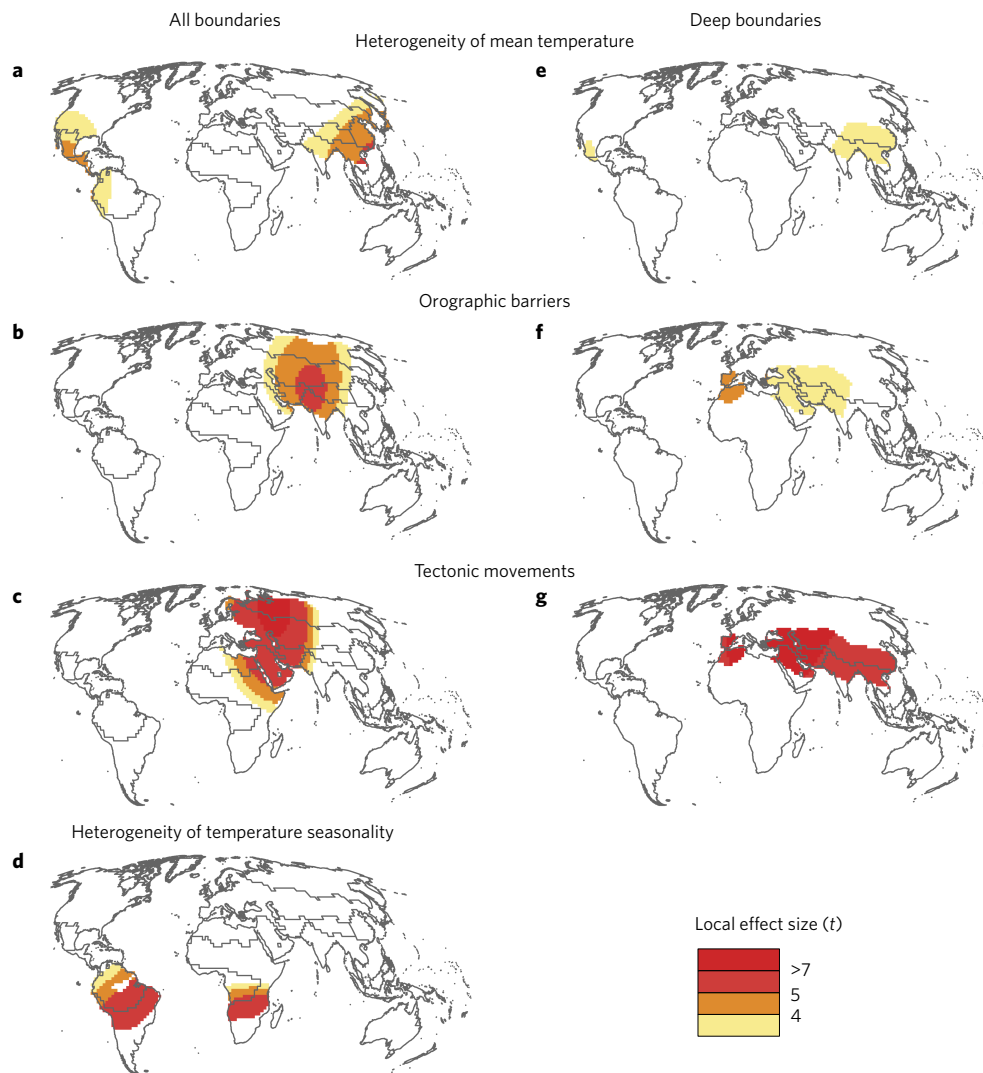 All boundaries
Deep boundaries
Heterogeneity of mean temperature
a
e
Orographic barriers
b
f
Tectonic movements
c
g
Heterogeneity of temperature seasonality
d
Local effect size (t)
>7
5
4